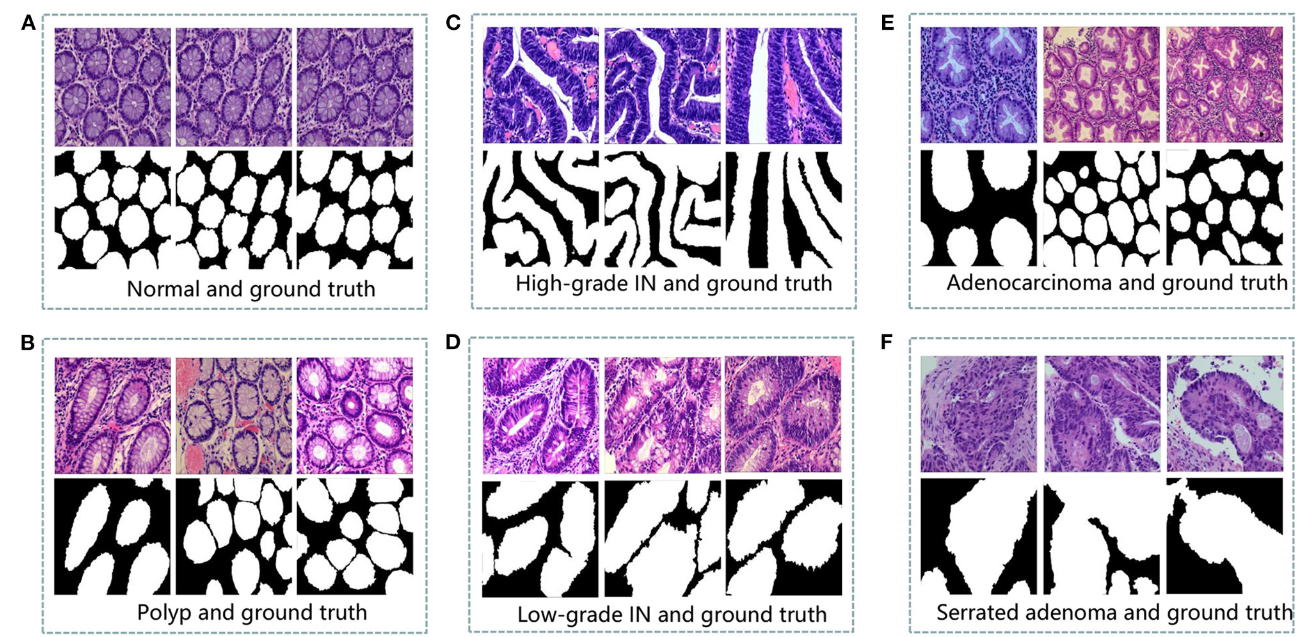 A
Normal and ground truth
B
Polyp and ground truth
C
High-grade IN and ground truth
D
Low-grade IN and ground truth
E
Adenocarcinoma and ground truth
F
Serrated adenoma and ground truth